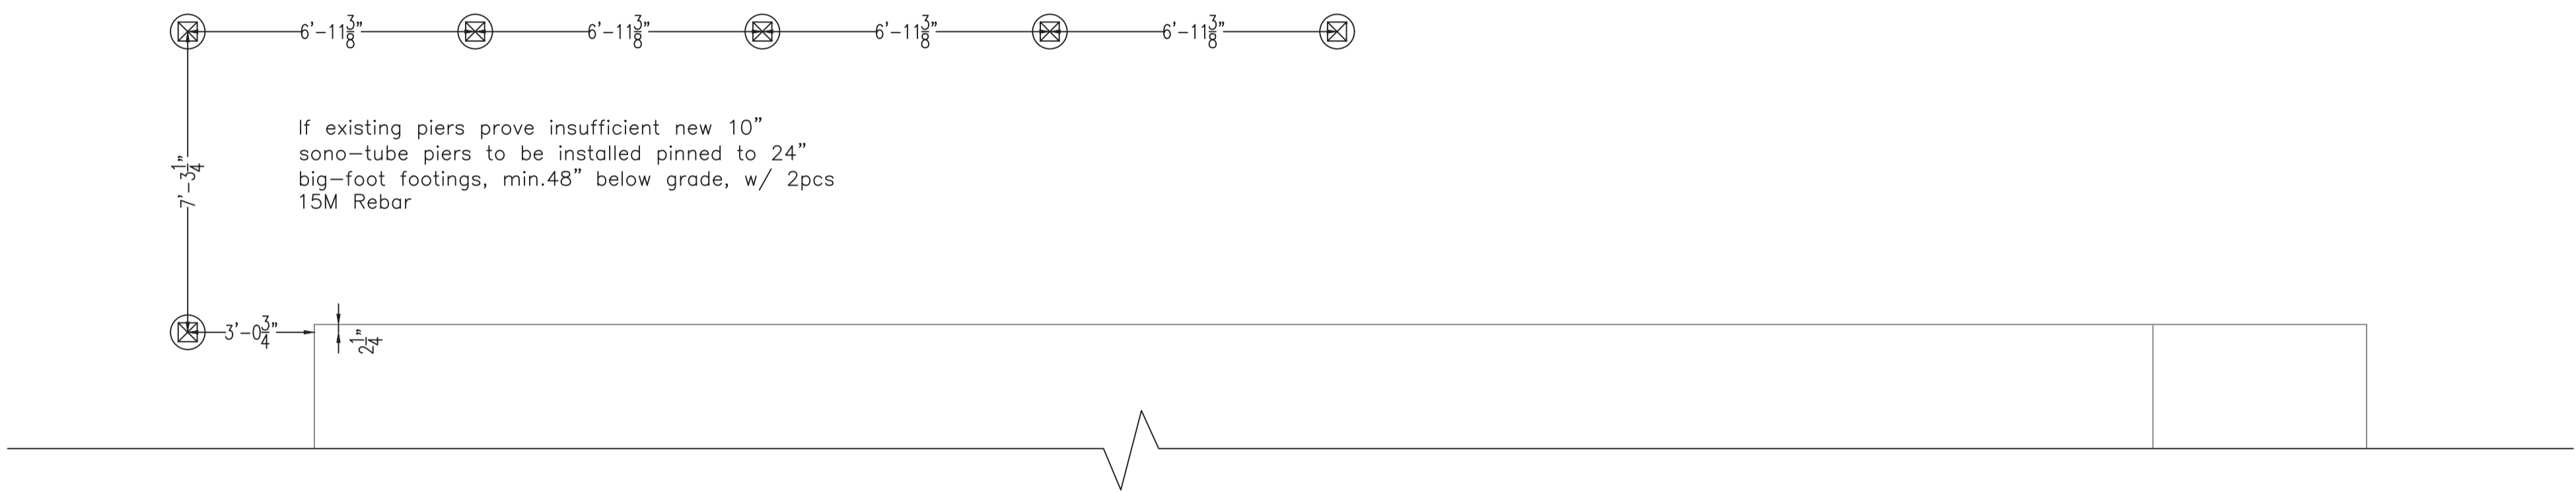 6'-11 3/8" 6'-11 3/8" 6'-11 3/8" 6'-11 3/8"
If existing piers prove insufficient new 10"
sono-tube piers to be installed pinned to 24"
big-foot footings, min.48" below grade, w/ 2pcs
15M Rebar
7'-3 1/4"
3'-0 3/4"
2 1/4"